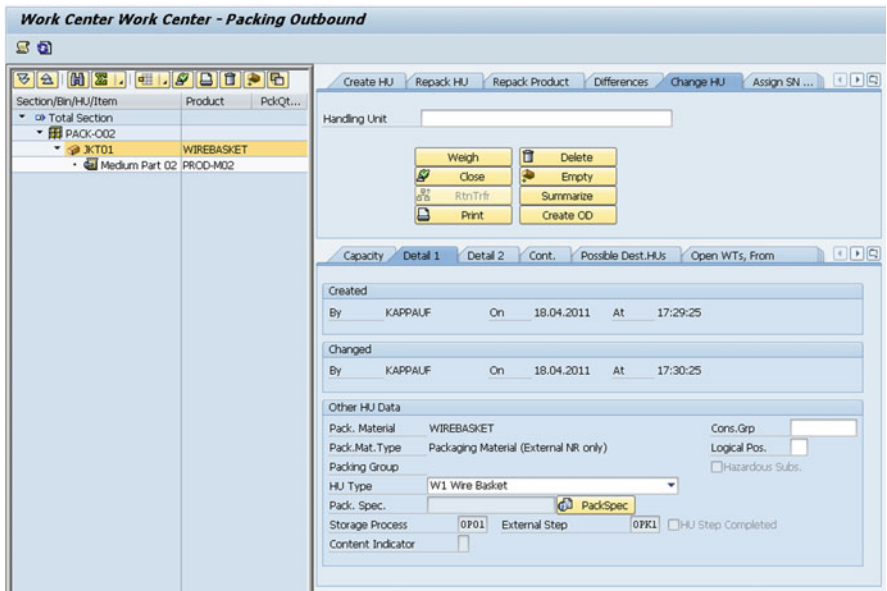 Work Center Work Center - Packing Outbound
Section/Bin/HU/Item Product PckQt...
Total Section
PACK-O02
JKT01 WIREBASKET
Medium Part 02 PROD-M02
Create HU Repack HU Repack Product Differences Change HU Assign SN ...
Handling Unit
Weigh Delete
Close Empty
RtnTrfr Summarize
Print Create OD
Capacity Detail 1 Detail 2 Cont. Possible Dest.HUs Open WTs, From
Created
By KAPPAUF On 18.04.2011 At 17:29:25
Changed
By KAPPAUF On 18.04.2011 At 17:30:25
Other HU Data
Pack. Material WIREBASKET Cons.Grp
Pack.Mat.Type Packaging Material (External NR only) Logical Pos.
Packing Group Hazardous Subs.
HU Type W1 Wire Basket
Pack. Spec. PackSpec
Storage Process OP01 External Step OPK1 HU Step Completed
Content Indicator